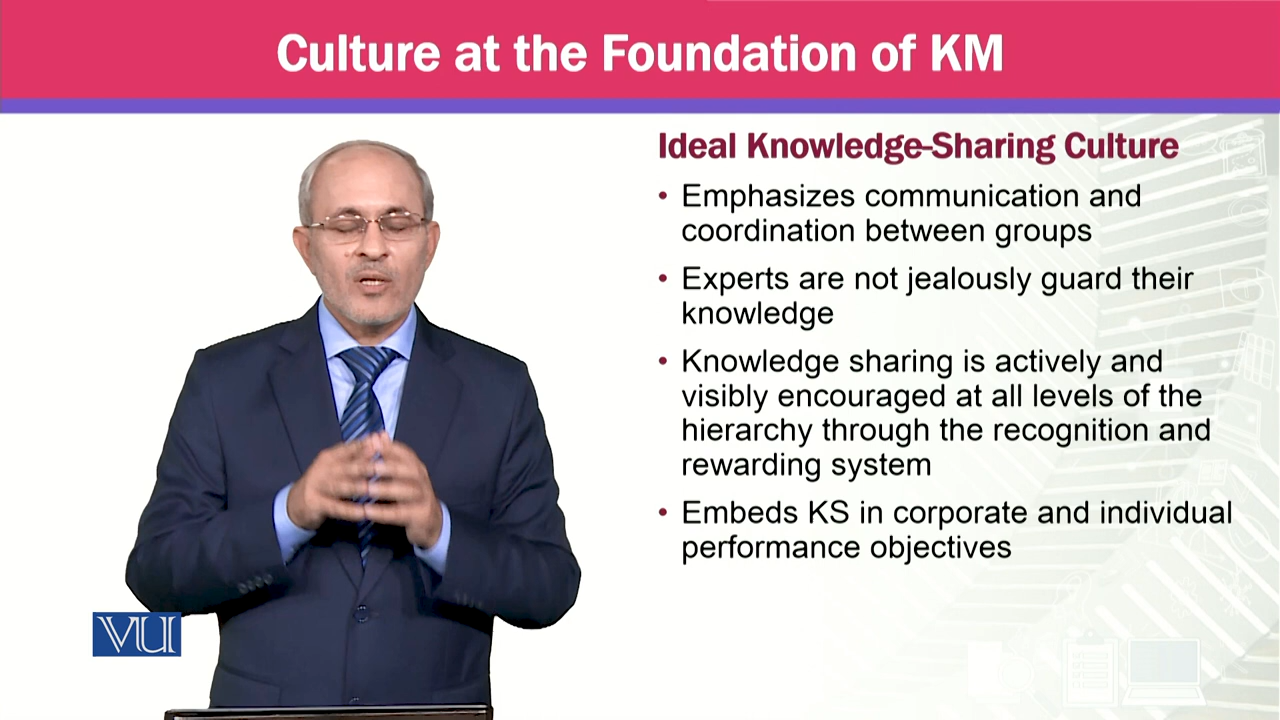 Culture at the Foundation of KM
Ideal Knowledge-Sharing Culture
• Emphasizes communication and
coordination between groups
• Experts are not jealously guard their
knowledge
• Knowledge sharing is actively and
visibly encouraged at all levels of the
hierarchy through the recognition and
rewarding system
• Embeds KS in corporate and individual
performance objectives
VU